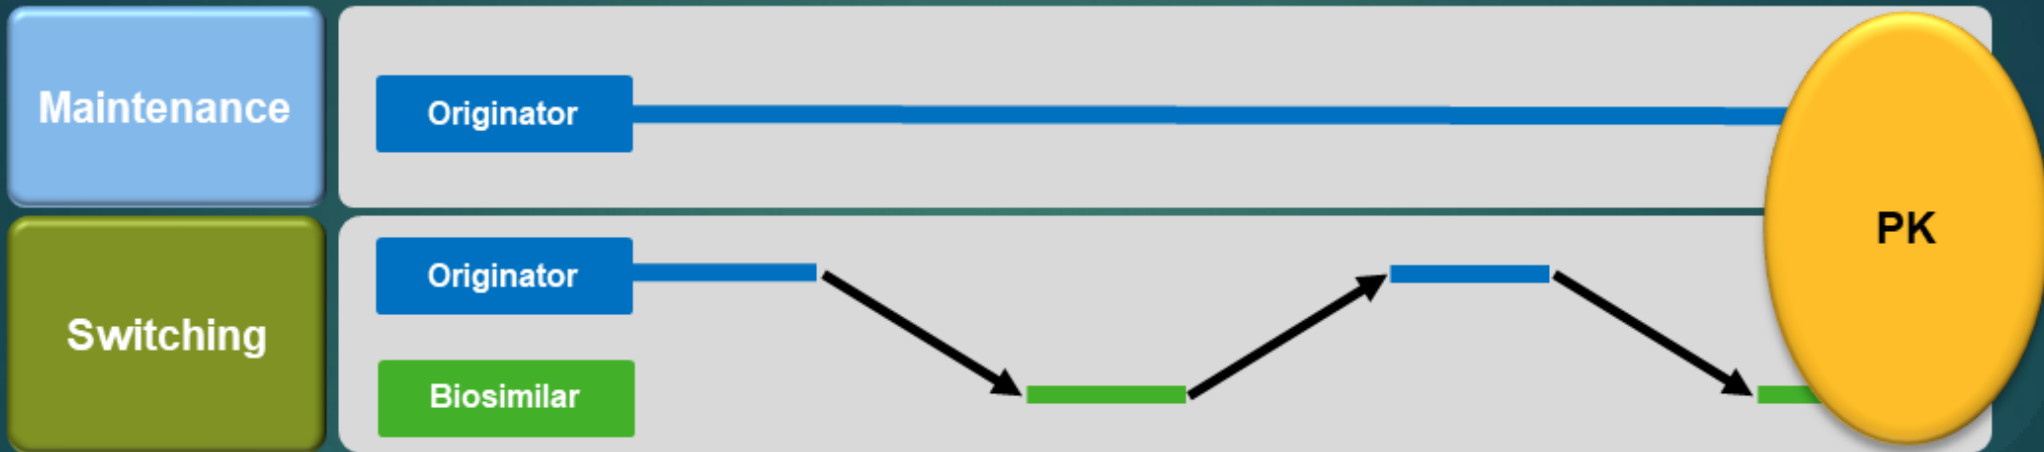 Maintenance
Originator
PK
Switching
Originator
Biosimilar